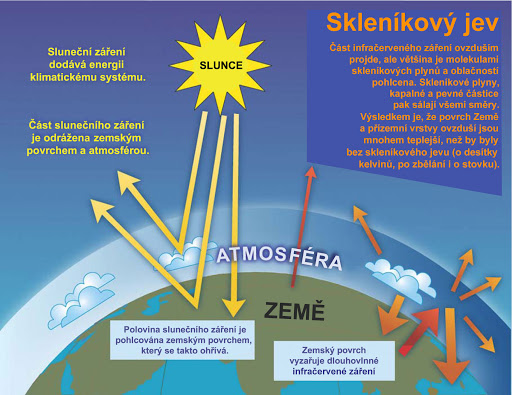 Skleníkový jev
Část infračerveného záření ovzduším
projde, ale většina je molekulami
skleníkových plynů a oblačností
pohlcena. Skleníkové plyny,
kapalné a pevné částice
pak sálají všemi směry.
Výsledkem je, že povrch Země
a přízemní vrstvy ovzduší jsou
mnohem teplejší, než by byly
bez skleníkového jevu (o desítky
kelvinů, po zbělání i o stovku).
Sluneční záření
dodává energii
klimatickému systému.
SLUNCE
Část slunečního záření
je odrážena zemským
povrchem a atmosférou.
ATMOSFÉRA
ZEMĚ
Polovina slunečního záření je
pohlcována zemským povrchem,
který se takto ohřívá.
Zemský povrch
vyzařuje dlouhovlnné
infračervené záření